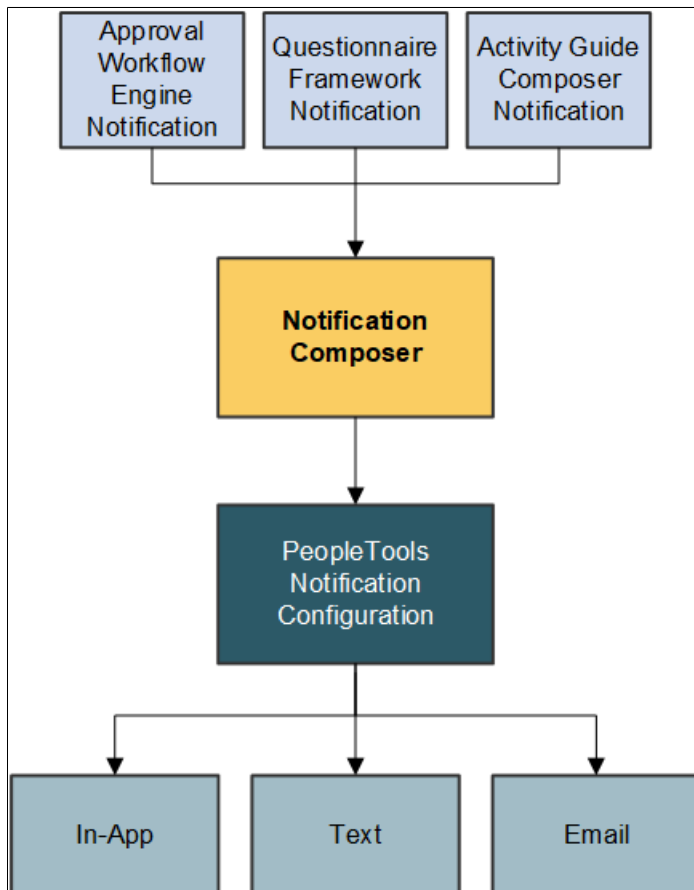 Approval
Workflow
Engine
Notification
Questionnaire
Framework
Notification
Activity Guide
Composer
Notification
Notification
Composer
PeopleTools
Notification
Configuration
In-App
Text
Email